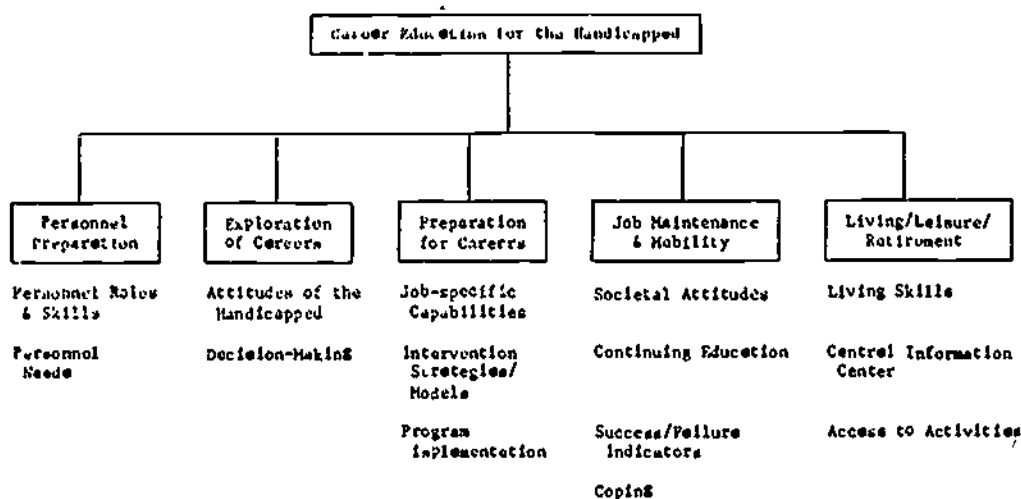 Career Education for the Handicapped
Personnel
Preparation
Exploration
of Careers
Preparation
for Careers
Job Maintenance
& Mobility
Living/Leisure/
Retirement
Personnel Roles
& Skills
Personnel
Needs
Attitudes of the
Handicapped
Decision-Making
Job-specific
Capabilities
Intervention
Strategies/
Models
Program
Implementation
Societal Attitudes
Continuing Education
Success/Failure
Indicators
Coping
Living Skills
Central Information
Center
Access to Activities